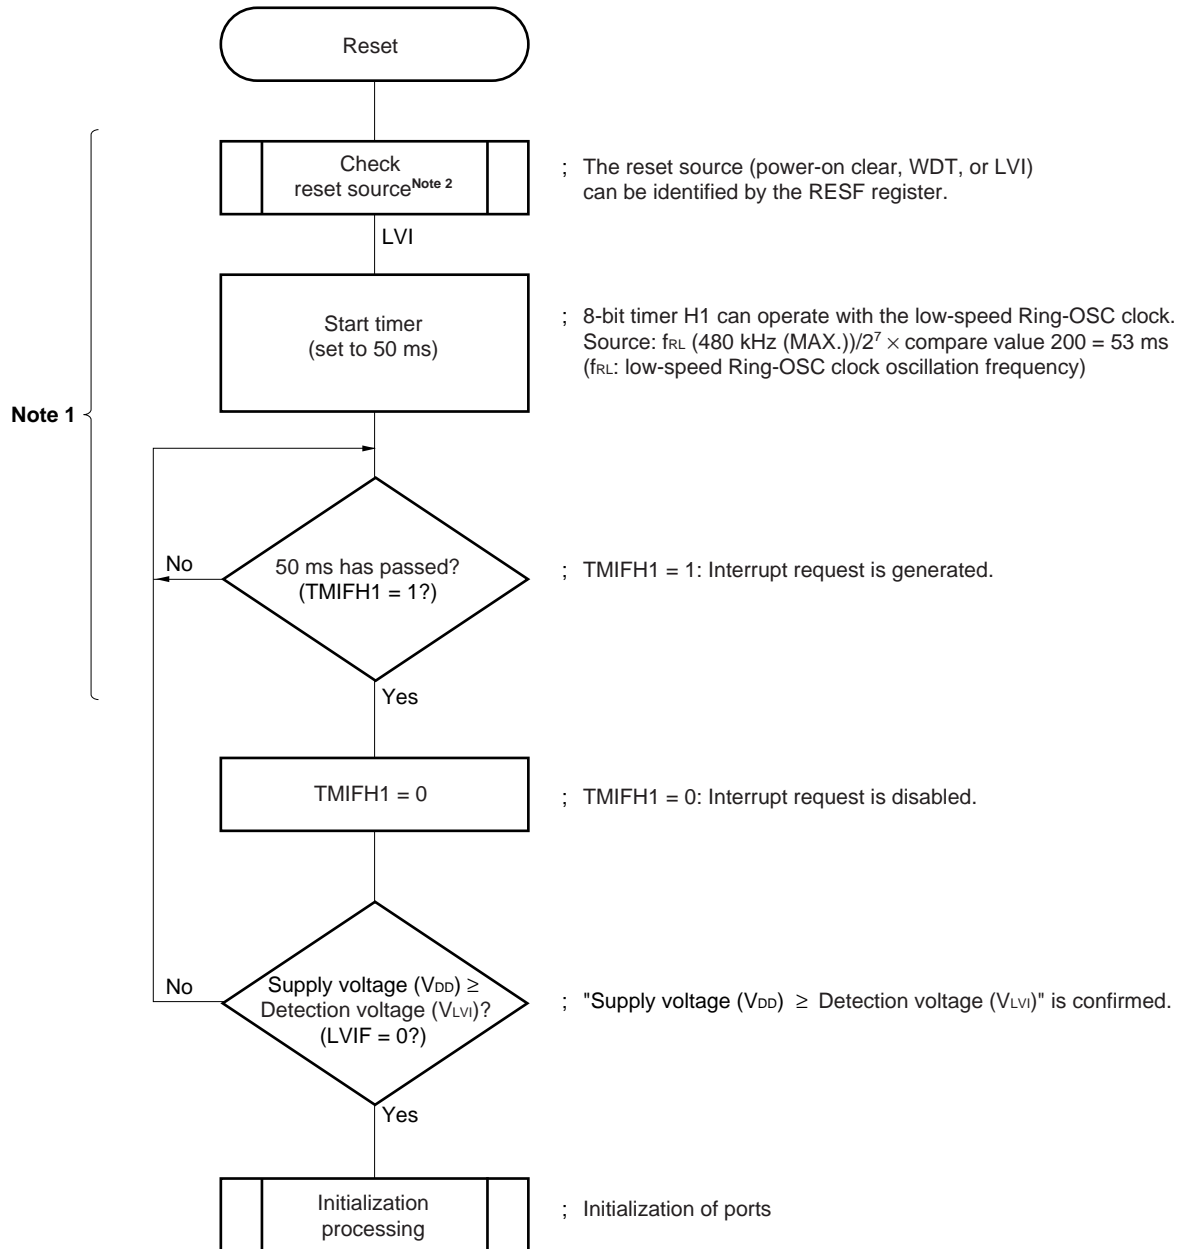 Reset
Check
reset source Note 2
; The reset source (power-on clear, WDT, or LVI)
can be identified by the RESF register.
LVI
Start timer
(set to 50 ms)
; 8-bit timer H1 can operate with the low-speed Ring-OSC clock.
Source: fRL (480 kHz (MAX.))/2⁷ × compare value 200 = 53 ms
(fRL: low-speed Ring-OSC clock oscillation frequency)
Note 1
No
50 ms has passed?
(TMIFH1 = 1?)
; TMIFH1 = 1: Interrupt request is generated.
Yes
TMIFH1 = 0
; TMIFH1 = 0: Interrupt request is disabled.
No
Supply voltage (VDD) ≥
Detection voltage (VLVI)?
(LVIF = 0?)
; "Supply voltage (VDD) ≥ Detection voltage (VLVI)" is confirmed.
Yes
Initialization
processing
; Initialization of ports